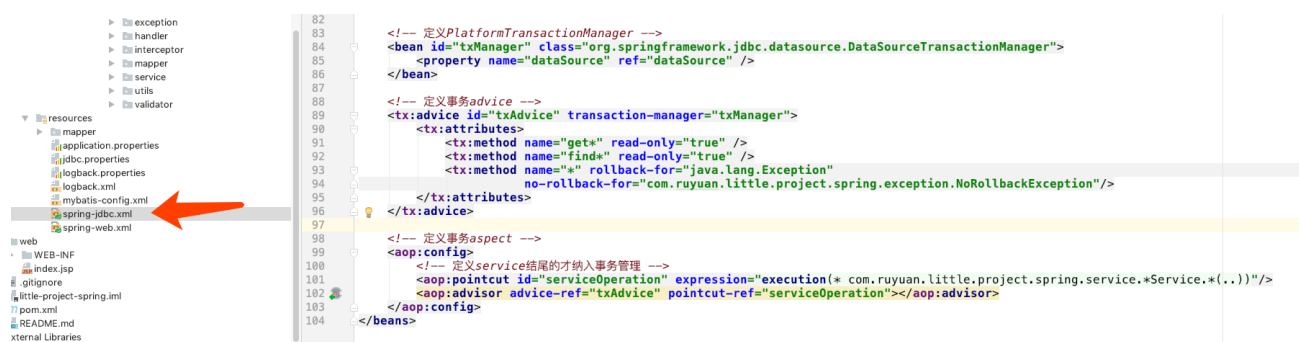 exception
handler
interceptor
mapper
service
utils
validator
resources
mapper
application.properties
jdbc.properties
logback.properties
logback.xml
mybatis-config.xml
spring-jdbc.xml
spring-web.xml
web
WEB-INF
index.jsp
.gitignore
little-project-spring.iml
pom.xml
README.md
xternal Libraries
82
83 <!-- 定义PlatformTransactionManager -->
84 <bean id="txManager" class="org.springframework.jdbc.datasource.DataSourceTransactionManager">
85 <property name="dataSource" ref="dataSource" />
86 </bean>
87
88 <!-- 定义事务advice -->
89 <tx:advice id="txAdvice" transaction-manager="txManager">
90 <tx:attributes>
91 <tx:method name="get*" read-only="true" />
92 <tx:method name="find*" read-only="true" />
93 <tx:method name="*" rollback-for="java.lang.Exception"
94 no-rollback-for="com.ruyuan.little.project.spring.exception.NoRollbackException"/>
95 </tx:attributes>
96 </tx:advice>
97
98 <!-- 定义事务aspect -->
99 <aop:config>
100 <!-- 定义service结尾的才纳入事务管理 -->
101 <aop:pointcut id="serviceOperation" expression="execution(* com.ruyuan.little.project.spring.service.*Service.*(..))"/>
102 <aop:advisor advice-ref="txAdvice" pointcut-ref="serviceOperation"></aop:advisor>
103 </aop:config>
104 </beans>